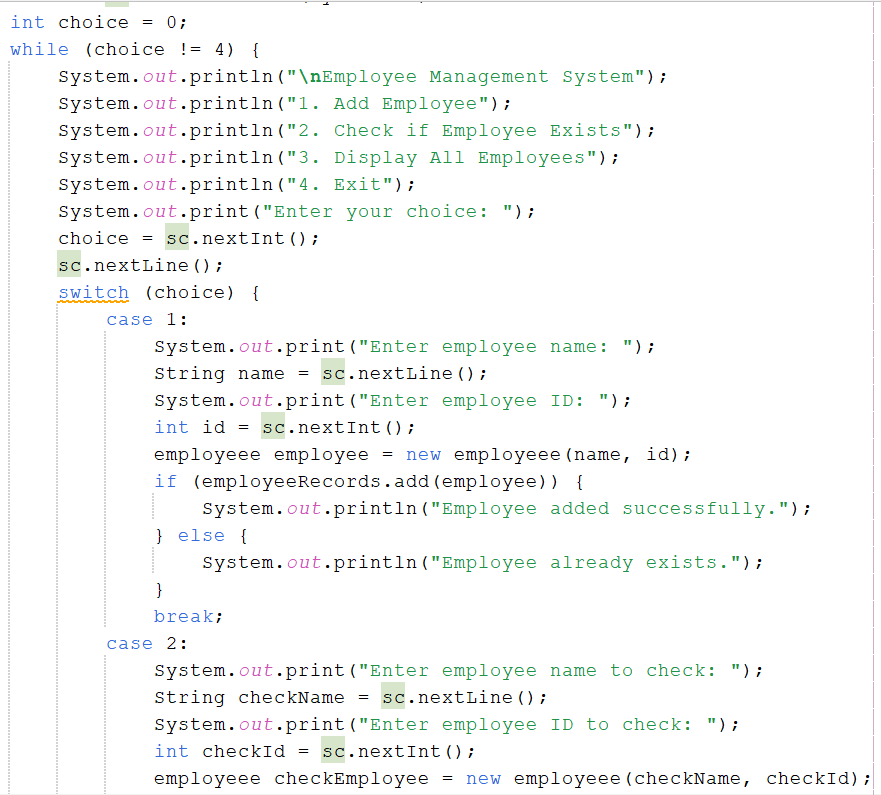 int choice = 0;
while (choice != 4) {
    System.out.println("\nEmployee Management System");
    System.out.println("1. Add Employee");
    System.out.println("2. Check if Employee Exists");
    System.out.println("3. Display All Employees");
    System.out.println("4. Exit");
    System.out.print("Enter your choice: ");
    choice = sc.nextInt();
    sc.nextLine();
    switch (choice) {
        case 1:
            System.out.print("Enter employee name: ");
            String name = sc.nextLine();
            System.out.print("Enter employee ID: ");
            int id = sc.nextInt();
            employeee employee = new employeee(name, id);
            if (employeeRecords.add(employee)) {
                System.out.println("Employee added successfully.");
            } else {
                System.out.println("Employee already exists.");
            }
            break;
        case 2:
            System.out.print("Enter employee name to check: ");
            String checkName = sc.nextLine();
            System.out.print("Enter employee ID to check: ");
            int checkId = sc.nextInt();
            employeee checkEmployee = new employeee(checkName, checkId);